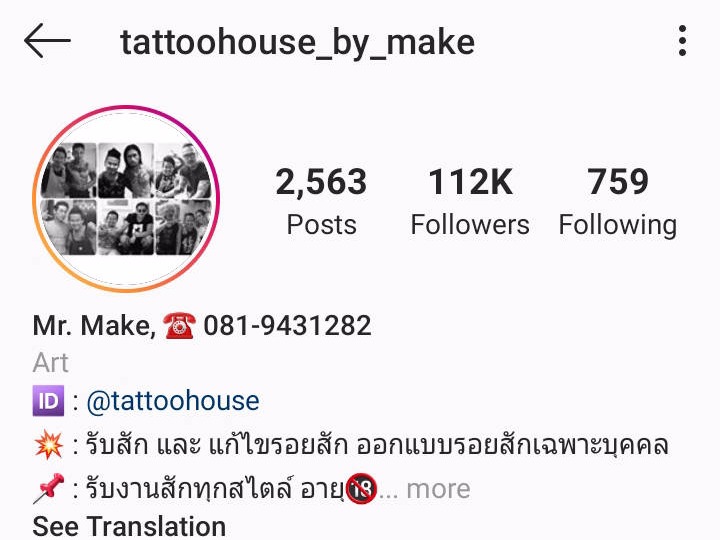 tattoohouse_by_make
2,563 112K 759
Posts Followers Following
Mr. Make, ☎️ 081-9431282
Art
🆔 : @tattoohouse
💥 : รับสัก และ แก้ไขรอยสัก ออกแบบรอยสักเฉพาะบุคคล
📌 : รับงานสักทุกสไตล์ อายุ🔞... more
See Translation